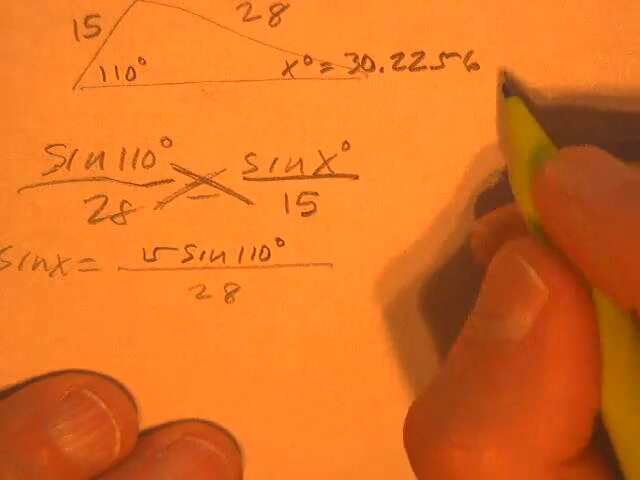 15 28
110° x° = 30.2256
sin 110° sin x°
28 = 15
sin x = 15 sin 110°
28